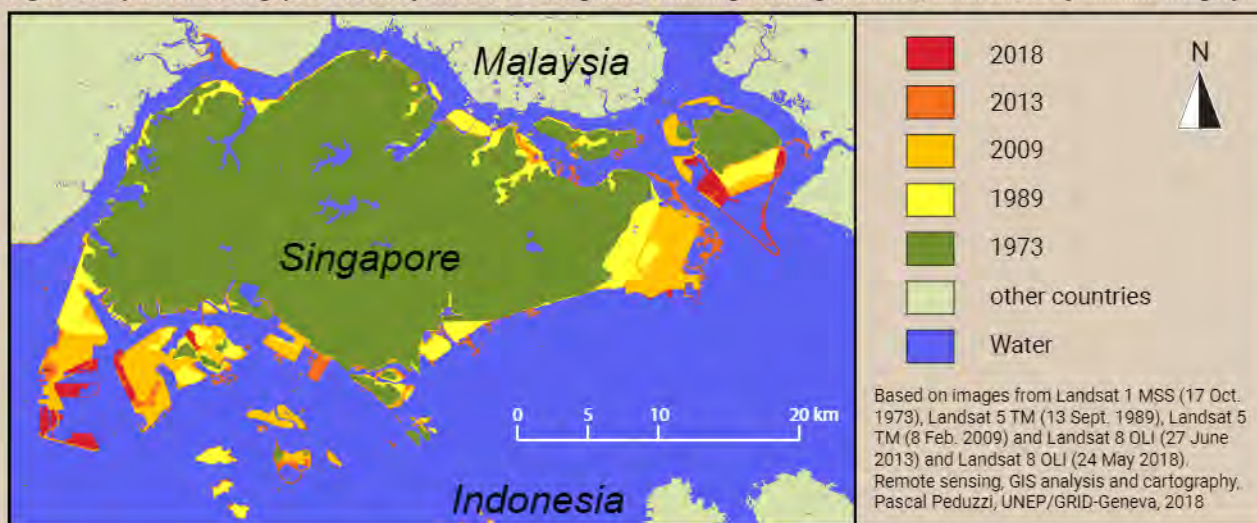 Malaysia
Singapore
Indonesia
0 5 10 20 km
2018
2013
2009
1989
1973
other countries
Water
N
Based on images from Landsat 1 MSS (17 Oct.
1973), Landsat 5 TM (13 Sept. 1989), Landsat 5
TM (8 Feb. 2009) and Landsat 8 OLI (27 June
2013) and Landsat 8 OLI (24 May 2018).
Remote sensing, GIS analysis and cartography,
Pascal Peduzzi, UNEP/GRID-Geneva, 2018